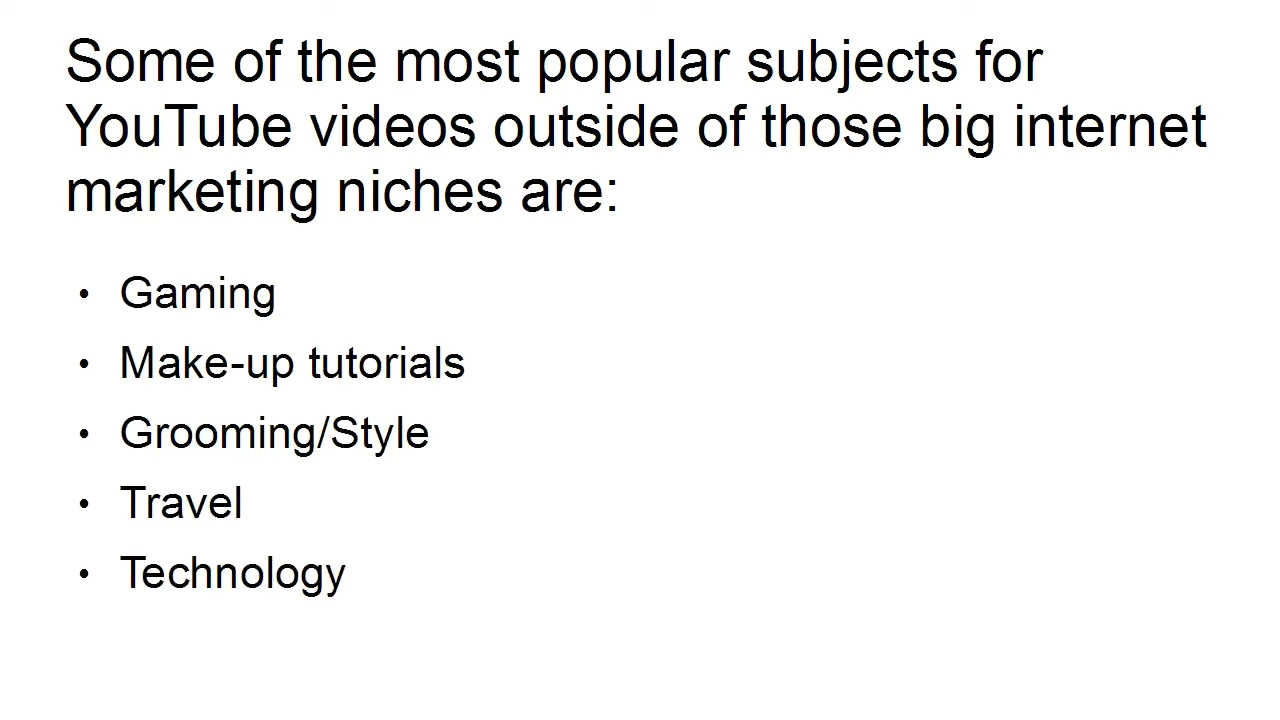 Some of the most popular subjects for
YouTube videos outside of those big internet
marketing niches are:
• Gaming
• Make-up tutorials
• Grooming/Style
• Travel
• Technology